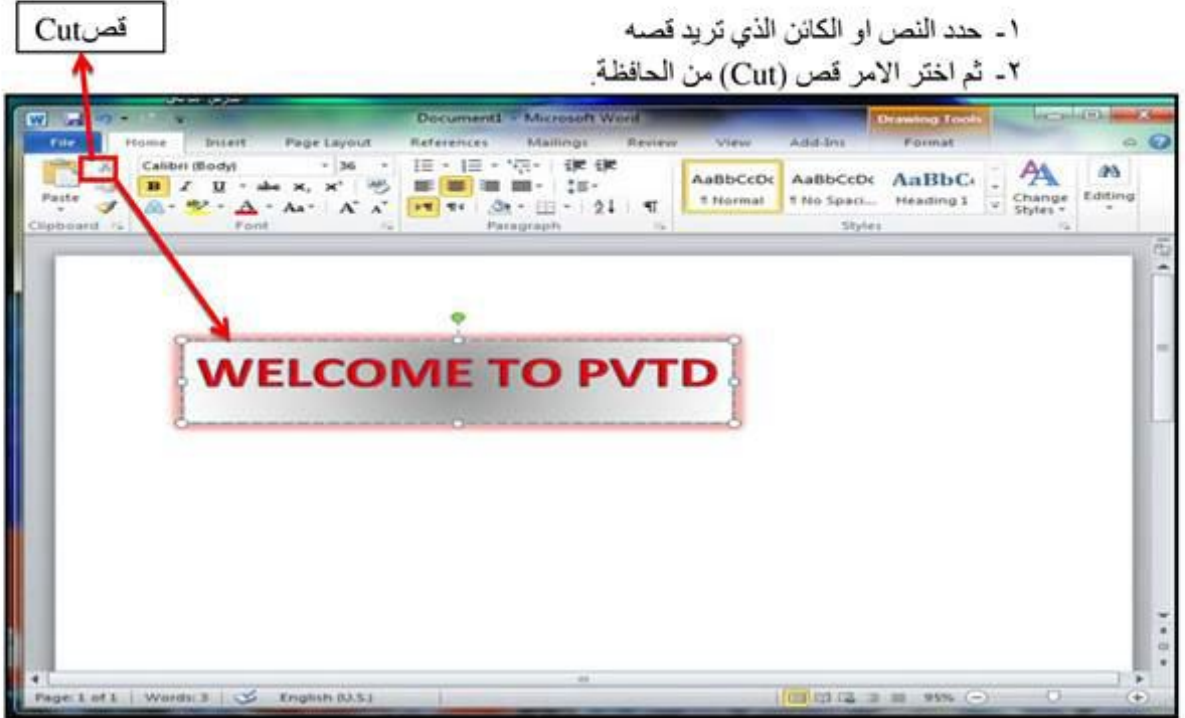 قصCut
١- حدد النص او الكائن الذي تريد قصه
٢- ثم اختر الامر قص (Cut) من الحافظة.
Document1 - Microsoft Word
Drawing Tools
File Home Insert Page Layout References Mailings Review View Add-Ins Format
Calibri (Body) 36
AaBbCcDc AaBbCcDc AaBbC
B I U abc x, x'
Paste
¶ Normal ¶ No Spaci... Heading 1
Change Styles
Editing
Aa A A
Clipboard Font Paragraph Styles
WELCOME TO PVTD
Page: 1 of 1 Words: 3 English (U.S.) 95%